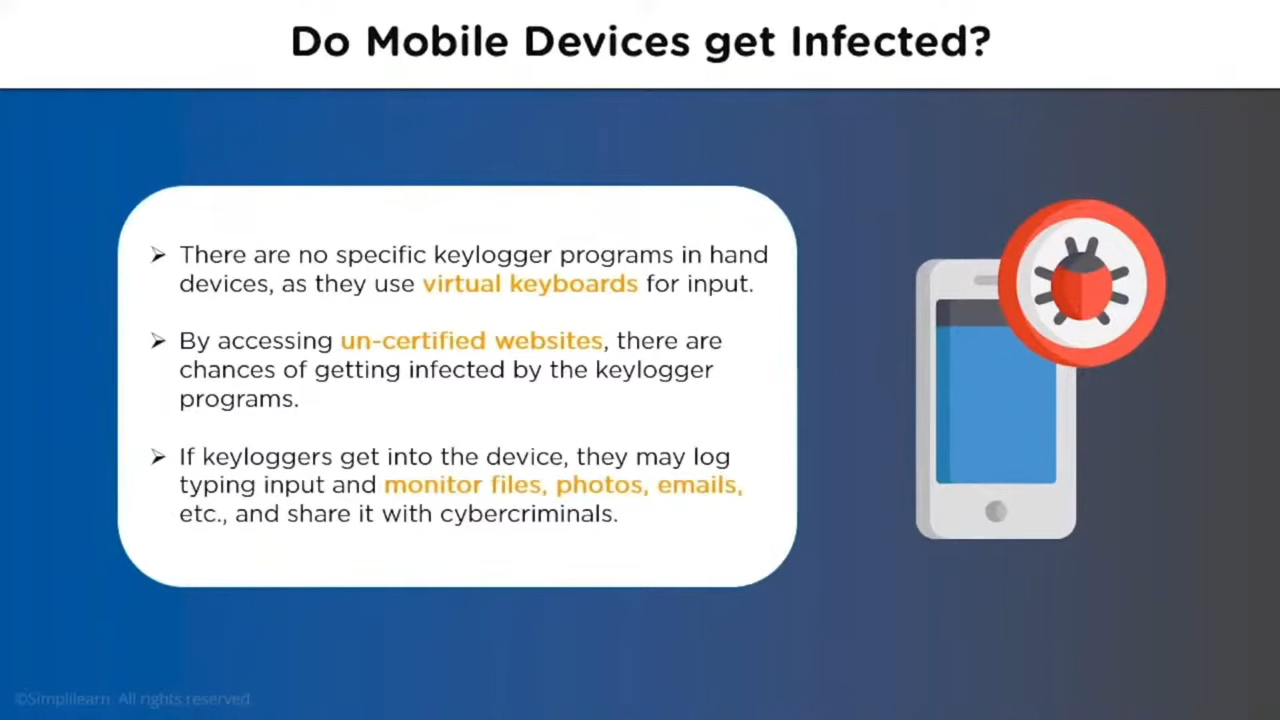 Do Mobile Devices get Infected?
➢ There are no specific keylogger programs in hand
devices, as they use virtual keyboards for input.
➢ By accessing un-certified websites, there are
chances of getting infected by the keylogger
programs.
➢ If keyloggers get into the device, they may log
typing input and monitor files, photos, emails,
etc., and share it with cybercriminals.
©Simplilearn. All rights reserved.